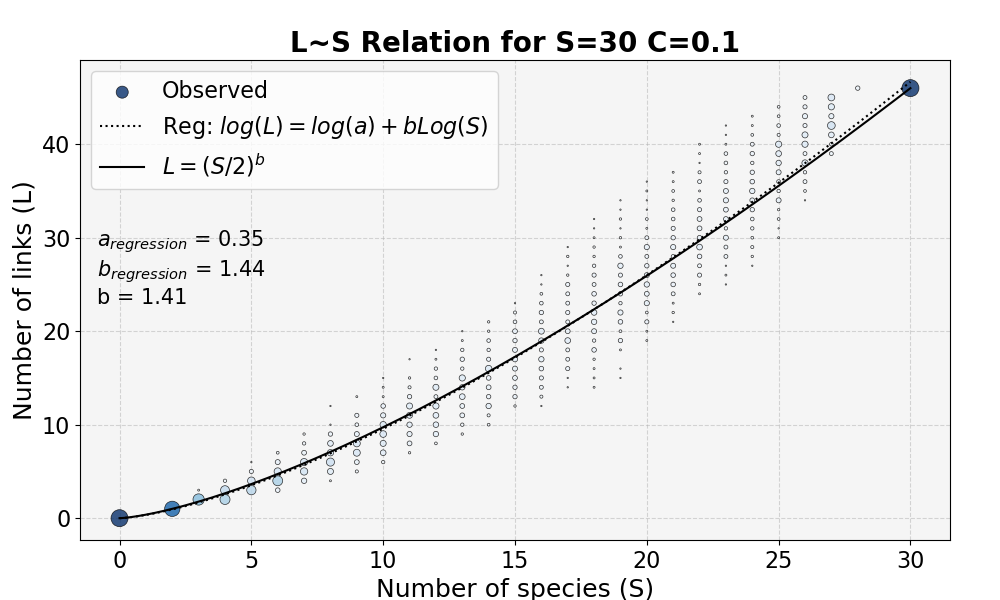 L~S Relation for S=30 C=0.1
Observed
Reg: log(L) = log(a) + bLog(S)
L = (S/2)^b
a_regression = 0.35
b_regression = 1.44
b = 1.41
Number of links (L)
40
30
20
10
0
0 5 10 15 20 25 30
Number of species (S)